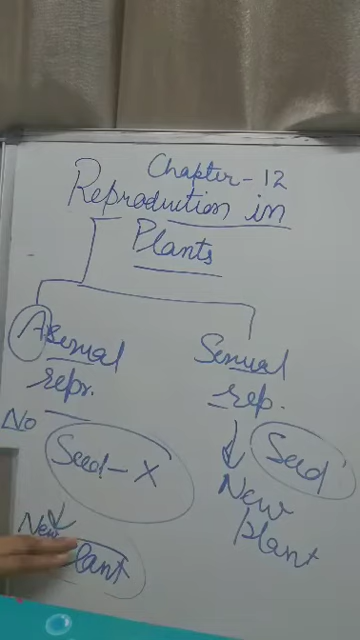 Chapter-12
Reproduction in
Plants
Asexual
repr.
No
Seed-X
New
Plant
Sexual
rep.
Seed
New
plant